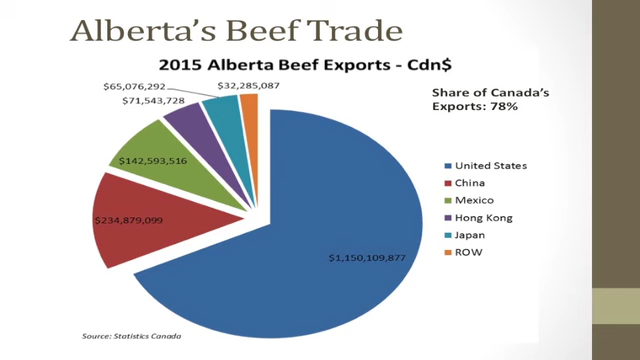 Alberta's Beef Trade
2015 Alberta Beef Exports - Cdn$
$65,076,292
$32,285,087
$71,543,728
Share of Canada's
Exports: 78%
$142,593,516
$234,879,099
$1,150,109,877
United States
China
Mexico
Hong Kong
Japan
ROW
Source: Statistics Canada